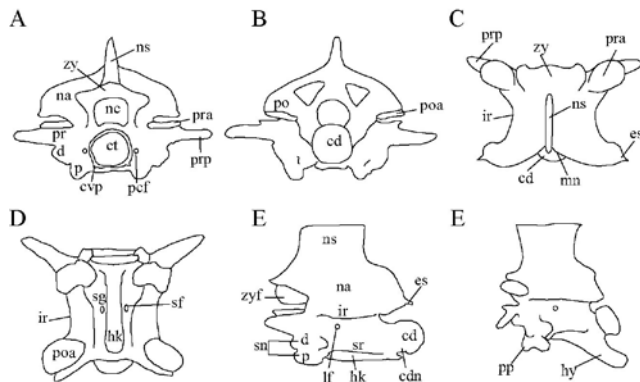 A
ns
zy
na
nc
pra
pr
ct
d
prp
p
cvp
pcf
B
po
poa
cd
C
prp
zy
pra
ir
ns
es
cd
mn
D
sg
sf
ir
hk
poa
E
ns
na
es
zyf
ir
sn
d
cd
p
sr
lf
hk
cdn
E
pp
hy